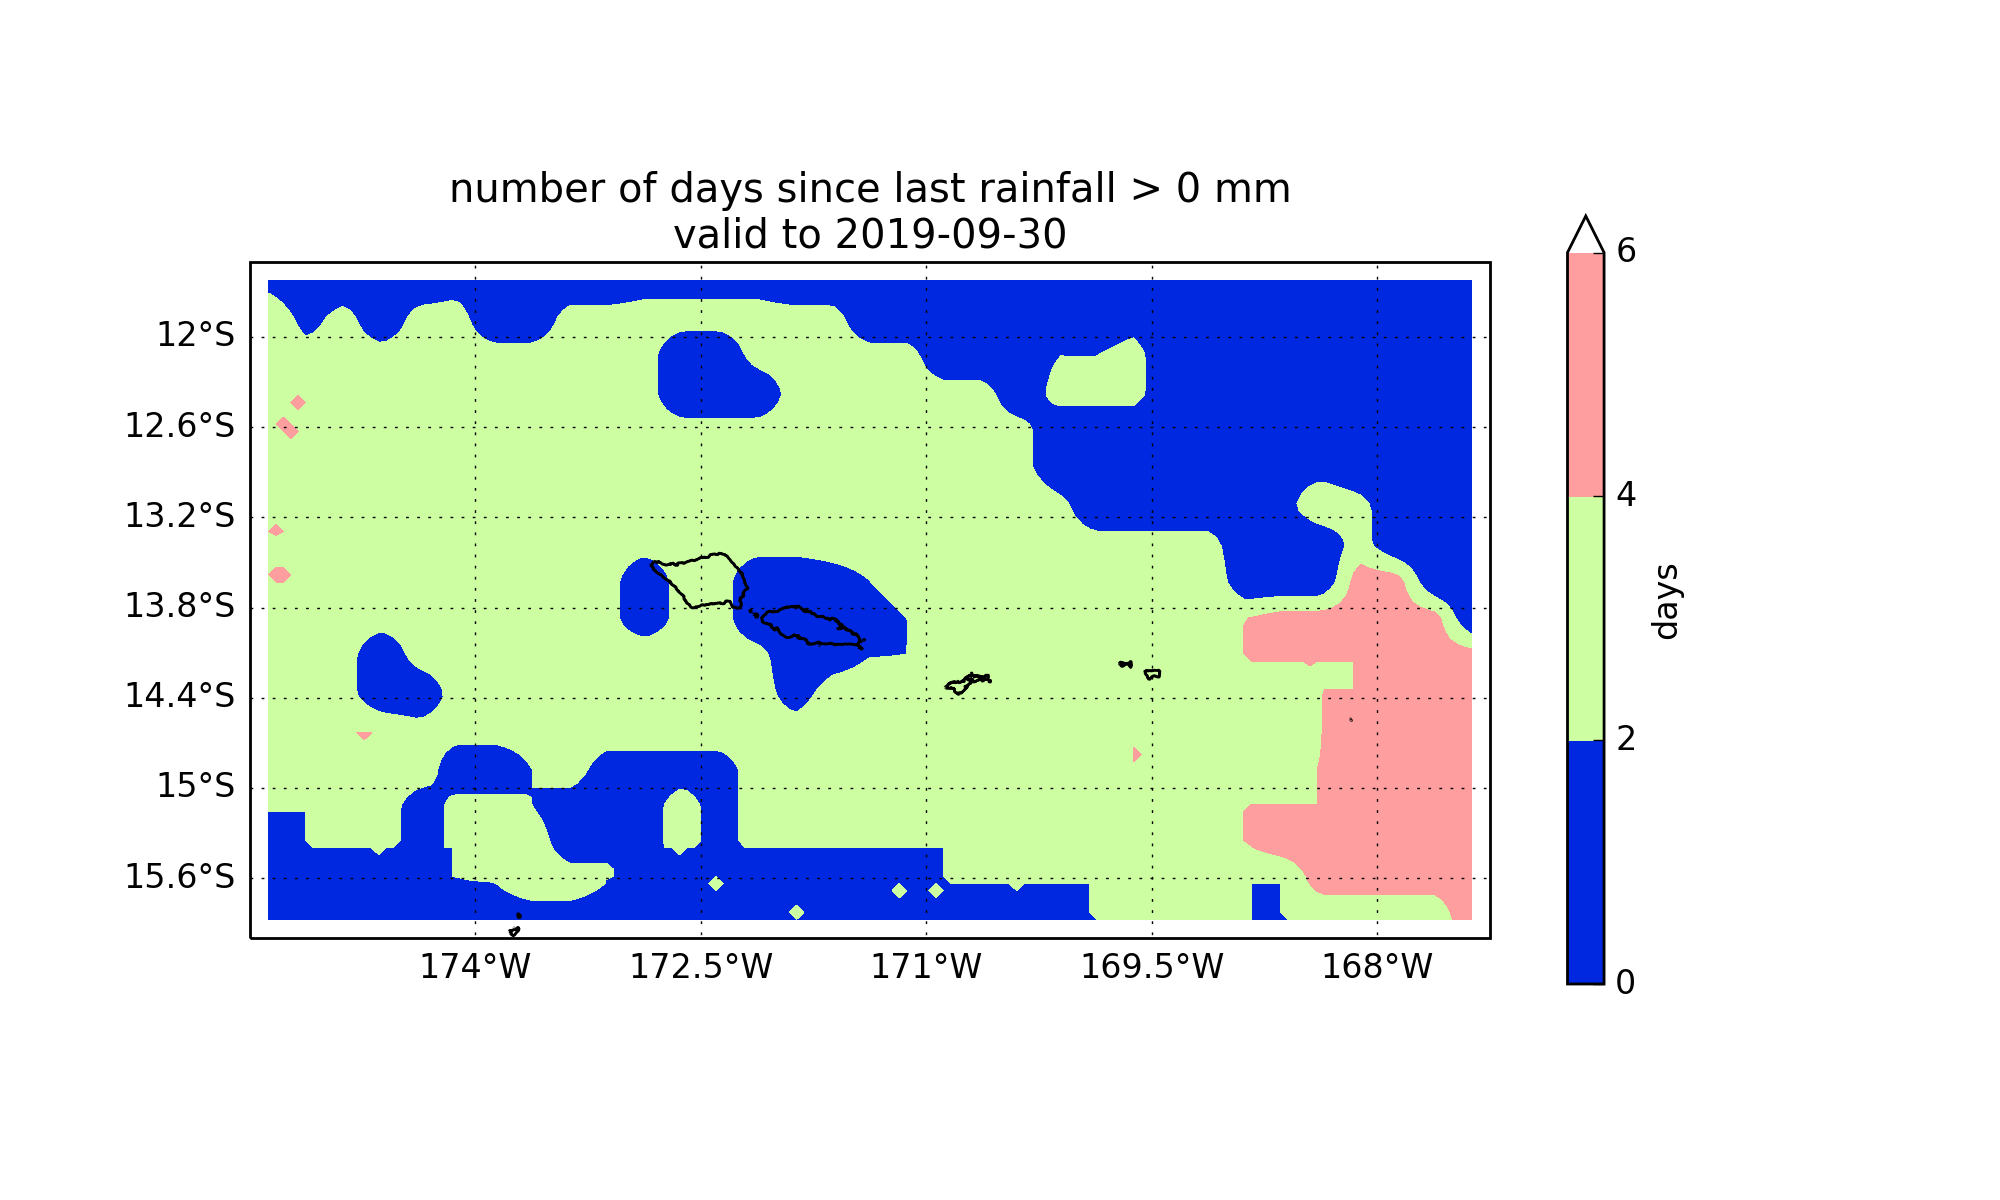 number of days since last rainfall > 0 mm
valid to 2019-09-30
12°S
12.6°S
13.2°S
13.8°S
14.4°S
15°S
15.6°S
174°W
172.5°W
171°W
169.5°W
168°W
6
4
2
0
days